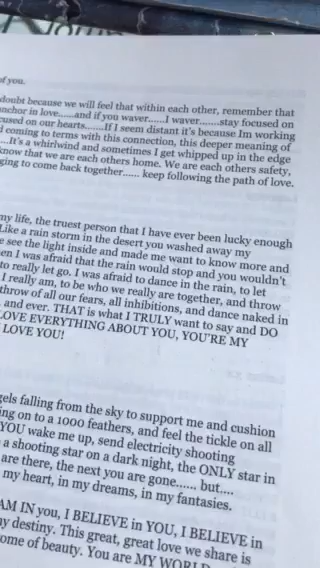 of you.
doubt because we will feel that within each other, remember that
anchor in love......and if you waver......I waver.......stay focused on
cused on our hearts......If I seem distant it's because Im working
d coming to terms with this connection, this deeper meaning of
....It's a whirlwind and sometimes I get whipped up in the edge
know that we are each others home. We are each others safety,
ging to come back together...... keep following the path of love.
my life, the truest person that I have ever been lucky enough
Like a rain storm in the desert you washed away my
e see the light inside and made me want to know more and
en I was afraid that the rain would stop and you wouldn't
to really let go. I was afraid to dance in the rain, to let
I really am, to be who we really are together, and throw
throw of all our fears, all inhibitions, and dance naked in
and ever. THAT is what I TRULY want to say and DO
LOVE EVERYTHING ABOUT YOU, YOU'RE MY
LOVE YOU!
gels falling from the sky to support me and cushion
ing on to a 1000 feathers, and feel the tickle on all
YOU wake me up, send electricity shooting
a shooting star on a dark night, the ONLY star in
are there, the next you are gone...... but....
my heart, in my dreams, in my fantasies.
AM IN you, I BELIEVE in YOU, I BELIEVE in
my destiny. This great, great love we share is
ome of beauty. You are MY WORLD